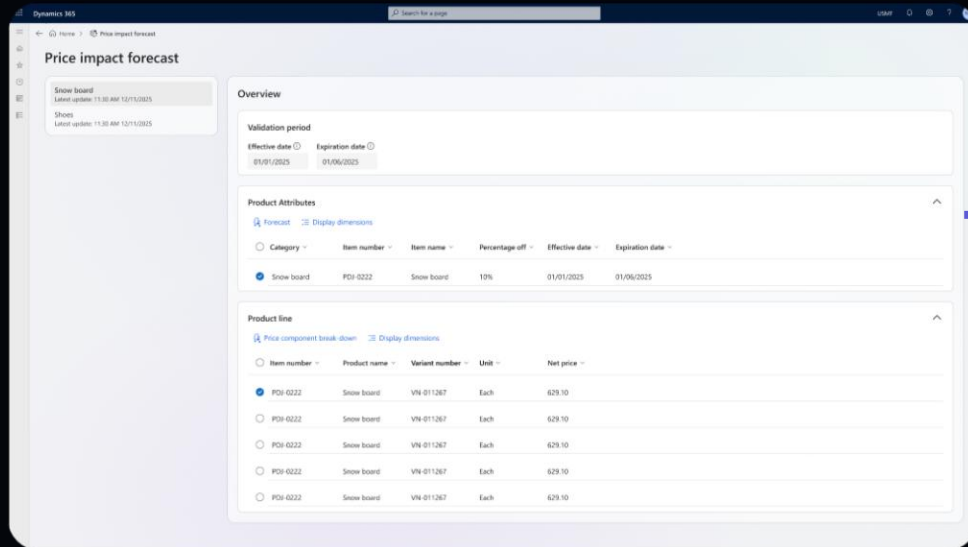 Dynamics 365
Search for a page
USMF
?
Home > Price impact forecast
Price impact forecast
Snow board
Latest update: 11:30 AM 12/11/2025
Shoes
Latest update: 11:30 AM 12/11/2025
Overview
Validation period
Effective date Expiration date
01/01/2025 01/06/2025
Product Attributes
Forecast Display dimensions
Category Item number Item name Percentage off Effective date Expiration date
Snow board PDJ-0222 Snow board 10% 01/01/2025 01/06/2025
Product line
Price component break-down Display dimensions
Item number Product name Variant number Unit Net price
PDJ-0222 Snow board VN-011267 Each 629.10
PDJ-0222 Snow board VN-011267 Each 629.10
PDJ-0222 Snow board VN-011267 Each 629.10
PDJ-0222 Snow board VN-011267 Each 629.10
PDJ-0222 Snow board VN-011267 Each 629.10